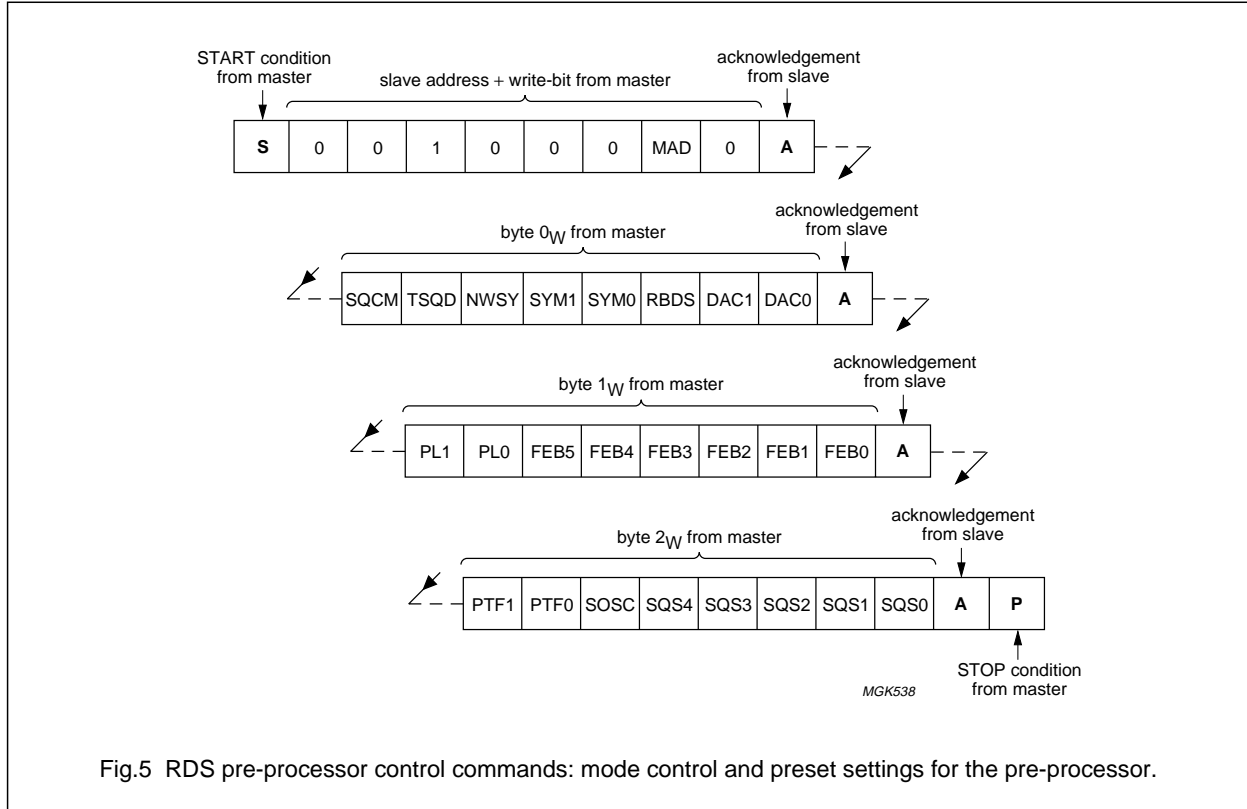 START condition
from master
slave address + write-bit from master
acknowledgement
from slave
S 0 0 1 0 0 0 MAD 0 A
byte 0W from master
acknowledgement
from slave
SQCM TSQD NWSY SYM1 SYM0 RBDS DAC1 DAC0 A
byte 1W from master
acknowledgement
from slave
PL1 PL0 FEB5 FEB4 FEB3 FEB2 FEB1 FEB0 A
byte 2W from master
acknowledgement
from slave
PTF1 PTF0 SOSC SQS4 SQS3 SQS2 SQS1 SQS0 A P
STOP condition
from master
MGK538
Fig.5 RDS pre-processor control commands: mode control and preset settings for the pre-processor.